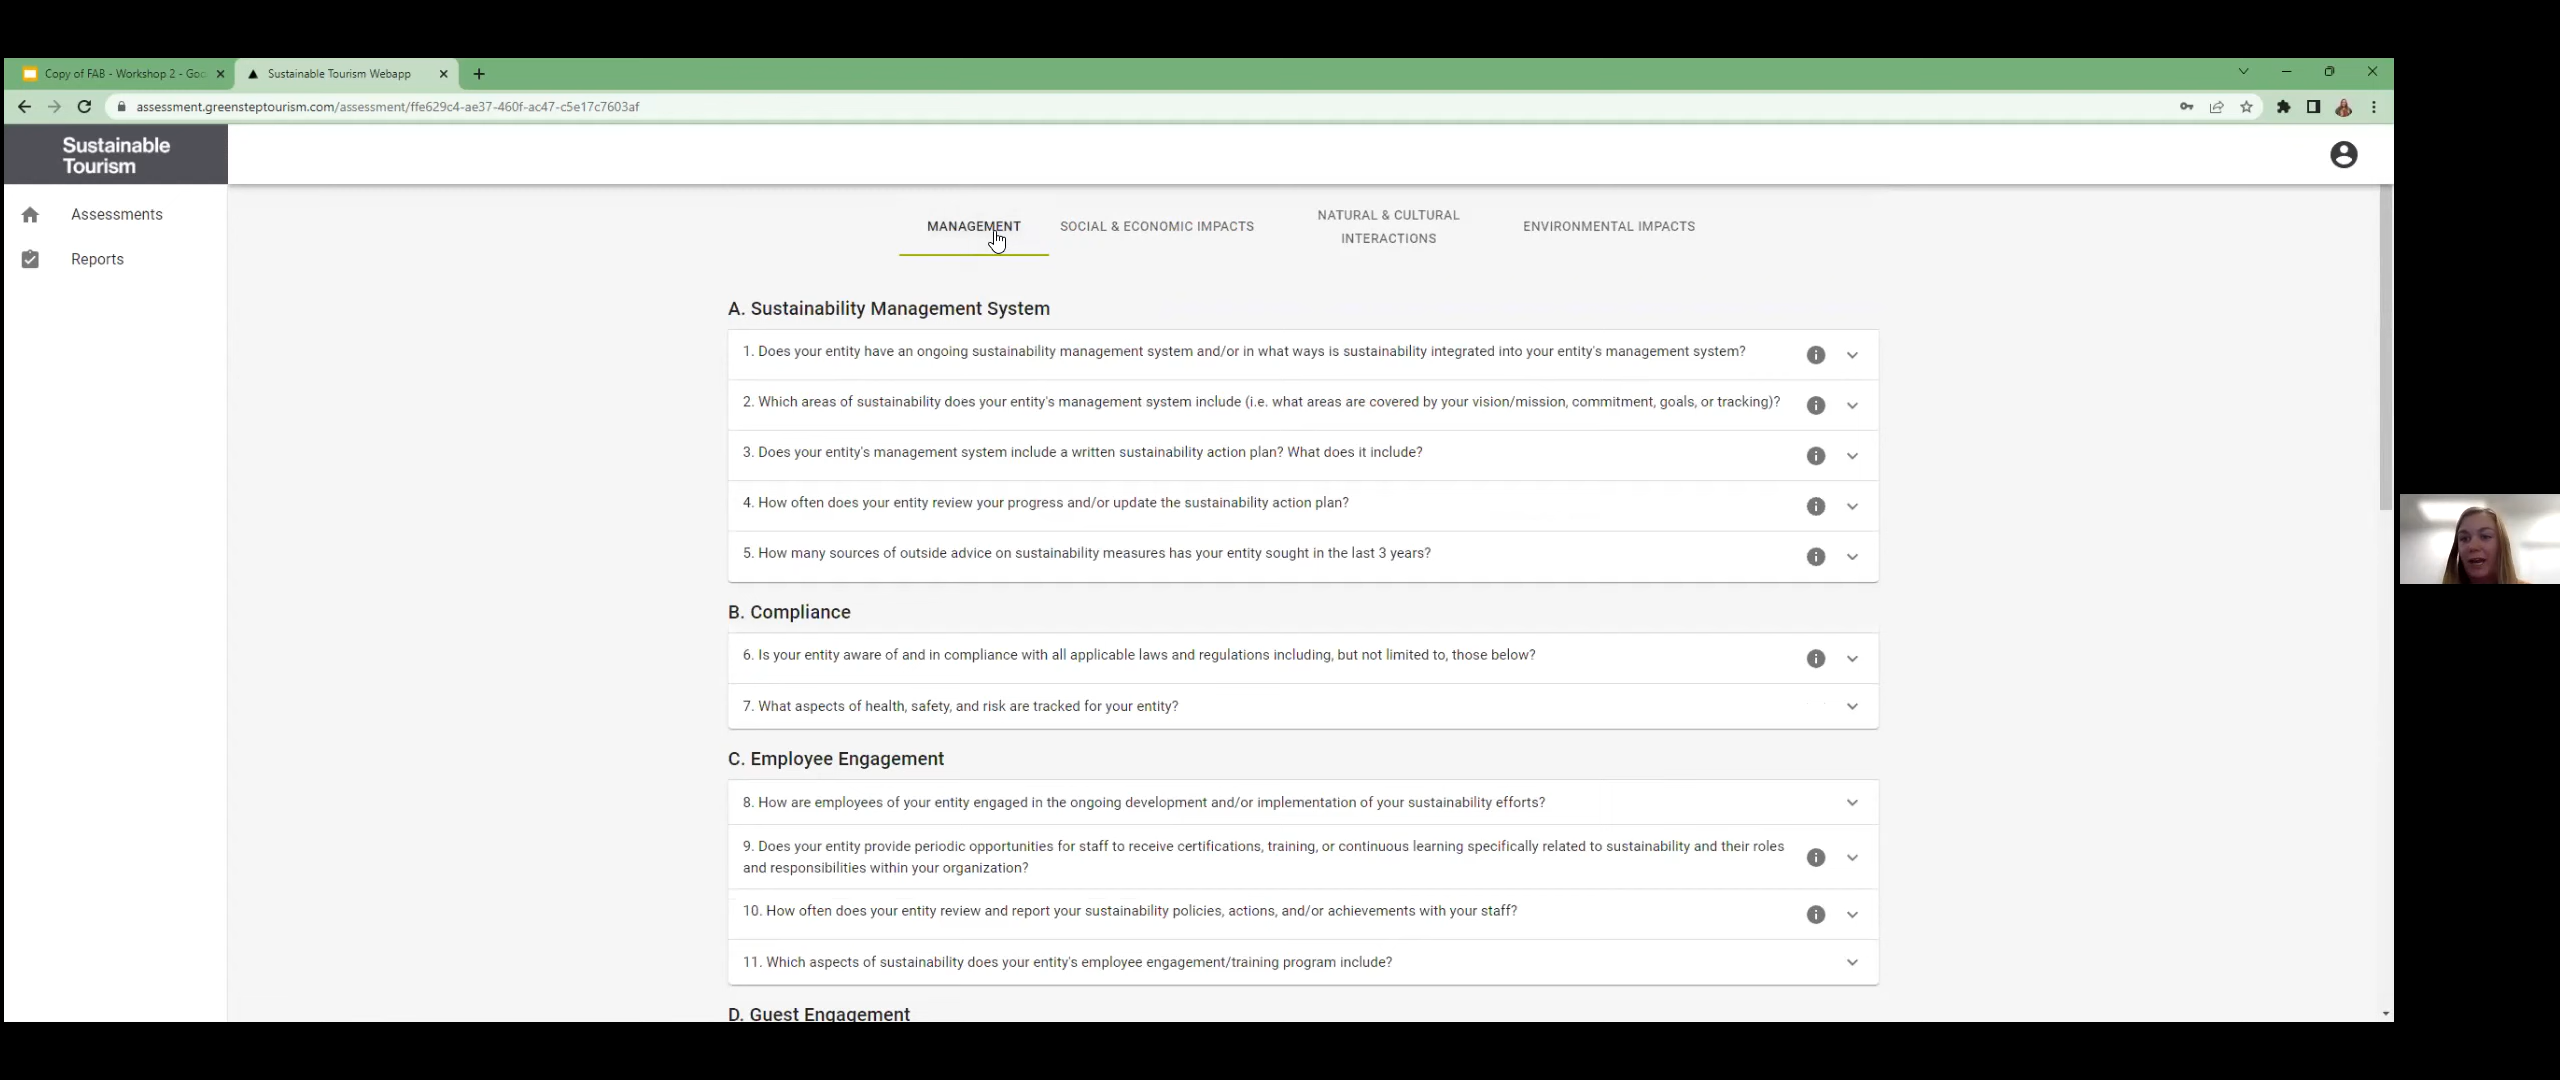 Copy of FAB - Workshop 2 - Goo
Sustainable Tourism Webapp
assessment.greensteptourism.com/assessment/ffe629c4-ae37-460f-ac47-c5e17c7603af
Sustainable
Tourism
Assessments
Reports
MANAGEMENT
SOCIAL & ECONOMIC IMPACTS
NATURAL & CULTURAL
INTERACTIONS
ENVIRONMENTAL IMPACTS
A. Sustainability Management System
1. Does your entity have an ongoing sustainability management system and/or in what ways is sustainability integrated into your entity's management system?
2. Which areas of sustainability does your entity's management system include (i.e. what areas are covered by your vision/mission, commitment, goals, or tracking)?
3. Does your entity's management system include a written sustainability action plan? What does it include?
4. How often does your entity review your progress and/or update the sustainability action plan?
5. How many sources of outside advice on sustainability measures has your entity sought in the last 3 years?
B. Compliance
6. Is your entity aware of and in compliance with all applicable laws and regulations including, but not limited to, those below?
7. What aspects of health, safety, and risk are tracked for your entity?
C. Employee Engagement
8. How are employees of your entity engaged in the ongoing development and/or implementation of your sustainability efforts?
9. Does your entity provide periodic opportunities for staff to receive certifications, training, or continuous learning specifically related to sustainability and their roles
and responsibilities within your organization?
10. How often does your entity review and report your sustainability policies, actions, and/or achievements with your staff?
11. Which aspects of sustainability does your entity's employee engagement/training program include?
D. Guest Engagement